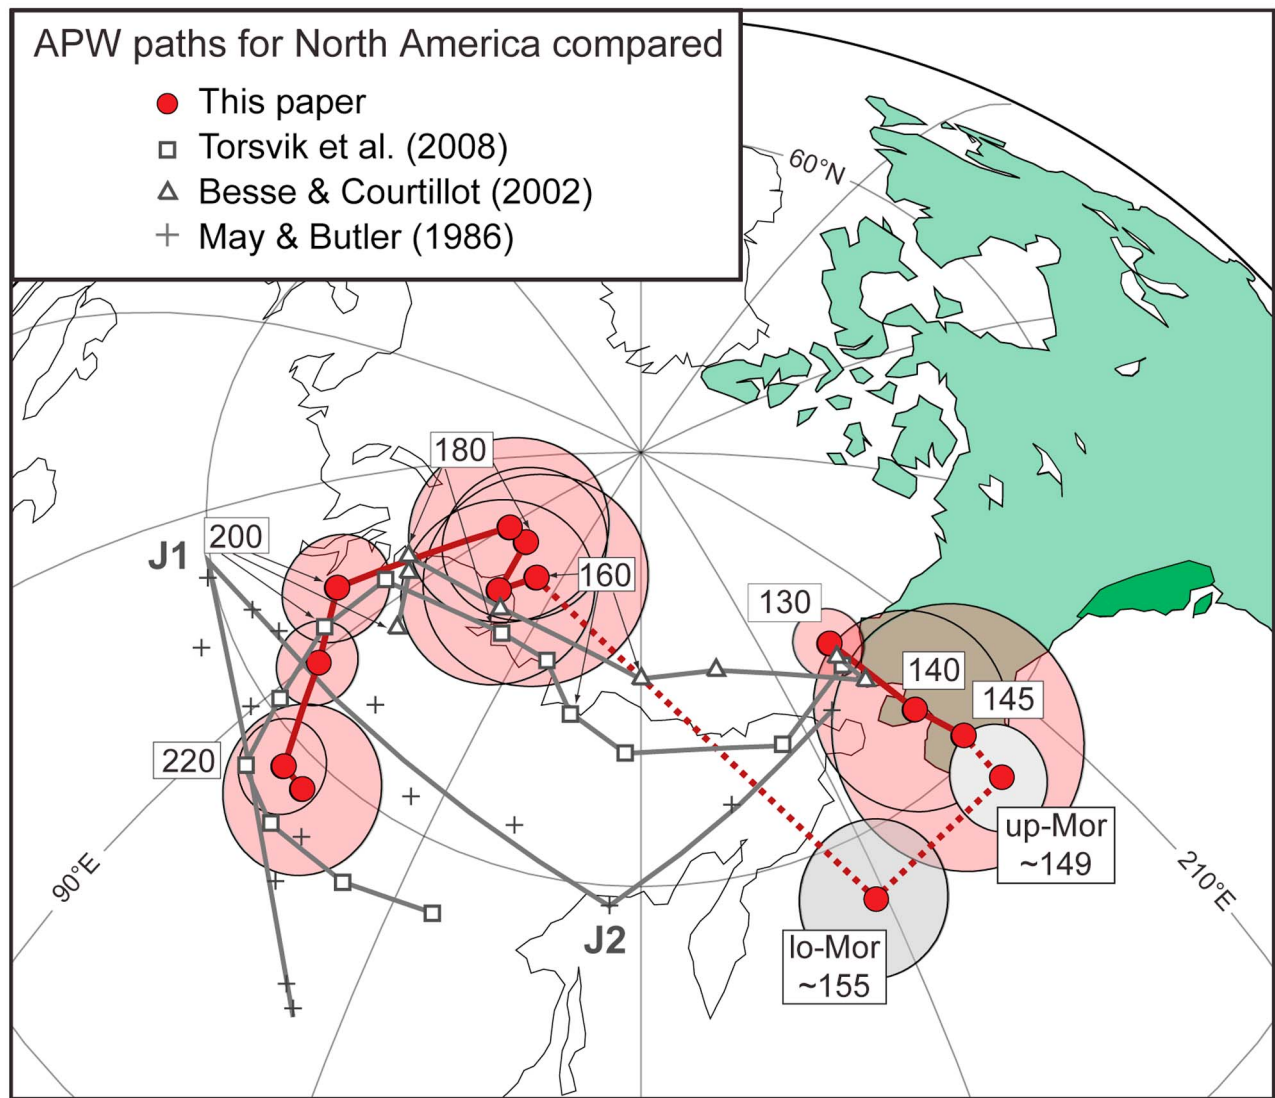 APW paths for North America compared
This paper
Torsvik et al. (2008)
Besse & Courtillot (2002)
May & Butler (1986)
60°N
180
200
J1
160
130
140
145
220
up-Mor
~149
90°E
210°E
J2
lo-Mor
~155